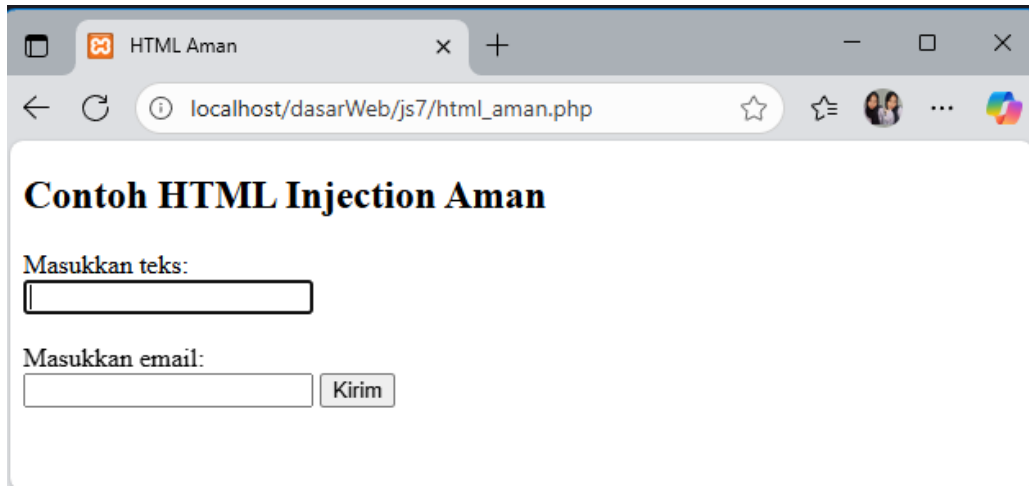 HTML Aman
localhost/dasarWeb/js7/html_aman.php
Contoh HTML Injection Aman
Masukkan teks:
Masukkan email:
Kirim